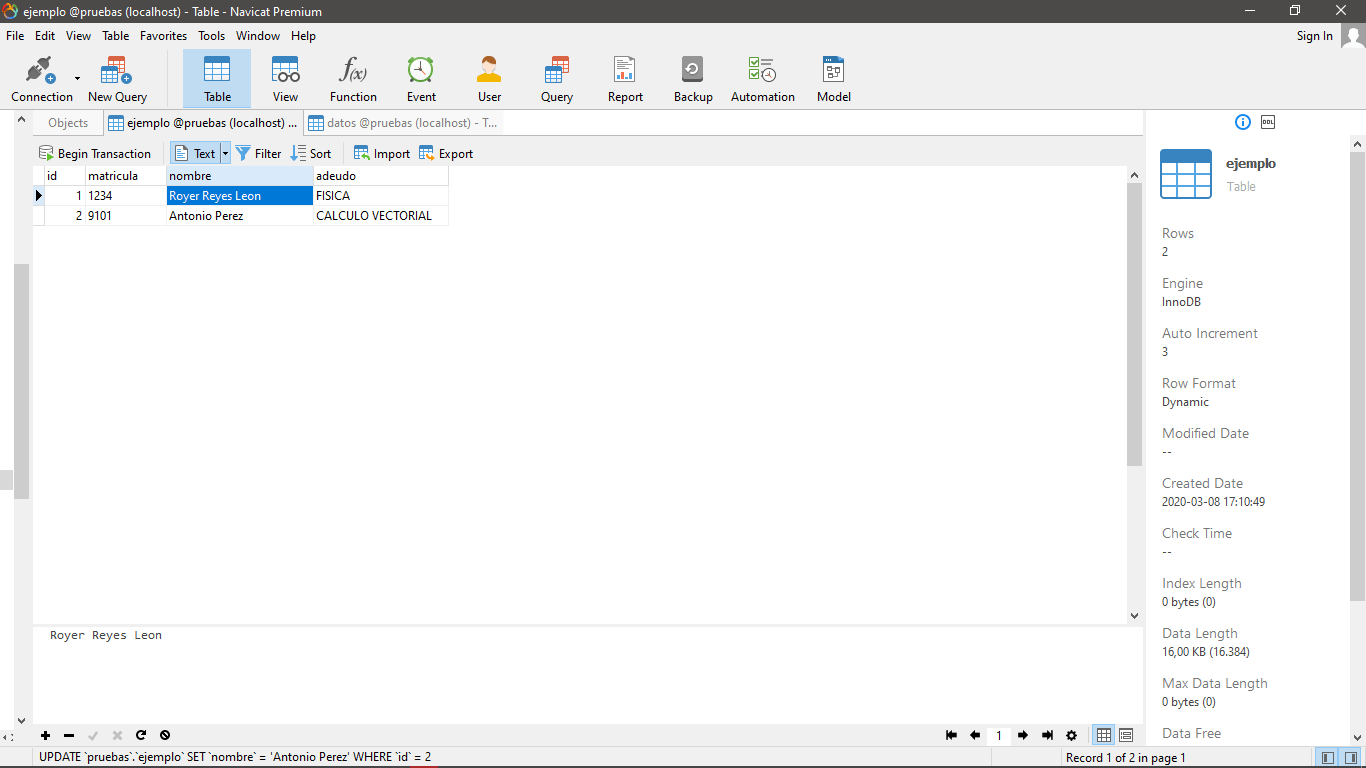 ejemplo @pruebas (localhost) - Table - Navicat Premium
File Edit View Table Favorites Tools Window Help Sign In
Connection New Query Table View Function Event User Query Report Backup Automation Model
f(x)
Objects ejemplo @pruebas (localhost) ... datos @pruebas (localhost) - T... DDL
Begin Transaction Text Filter Sort Import Export
id matricula nombre adeudo
1 1234 Royer Reyes Leon FISICA
2 9101 Antonio Perez CALCULO VECTORIAL
ejemplo
Table
Rows
2
Engine
InnoDB
Auto Increment
3
Row Format
Dynamic
Modified Date
--
Created Date
2020-03-08 17:10:49
Check Time
--
Index Length
0 bytes (0)
Data Length
16,00 KB (16.384)
Max Data Length
0 bytes (0)
Data Free
Royer Reyes Leon
1
UPDATE `pruebas`.`ejemplo` SET `nombre` = 'Antonio Perez' WHERE `id` = 2
Record 1 of 2 in page 1